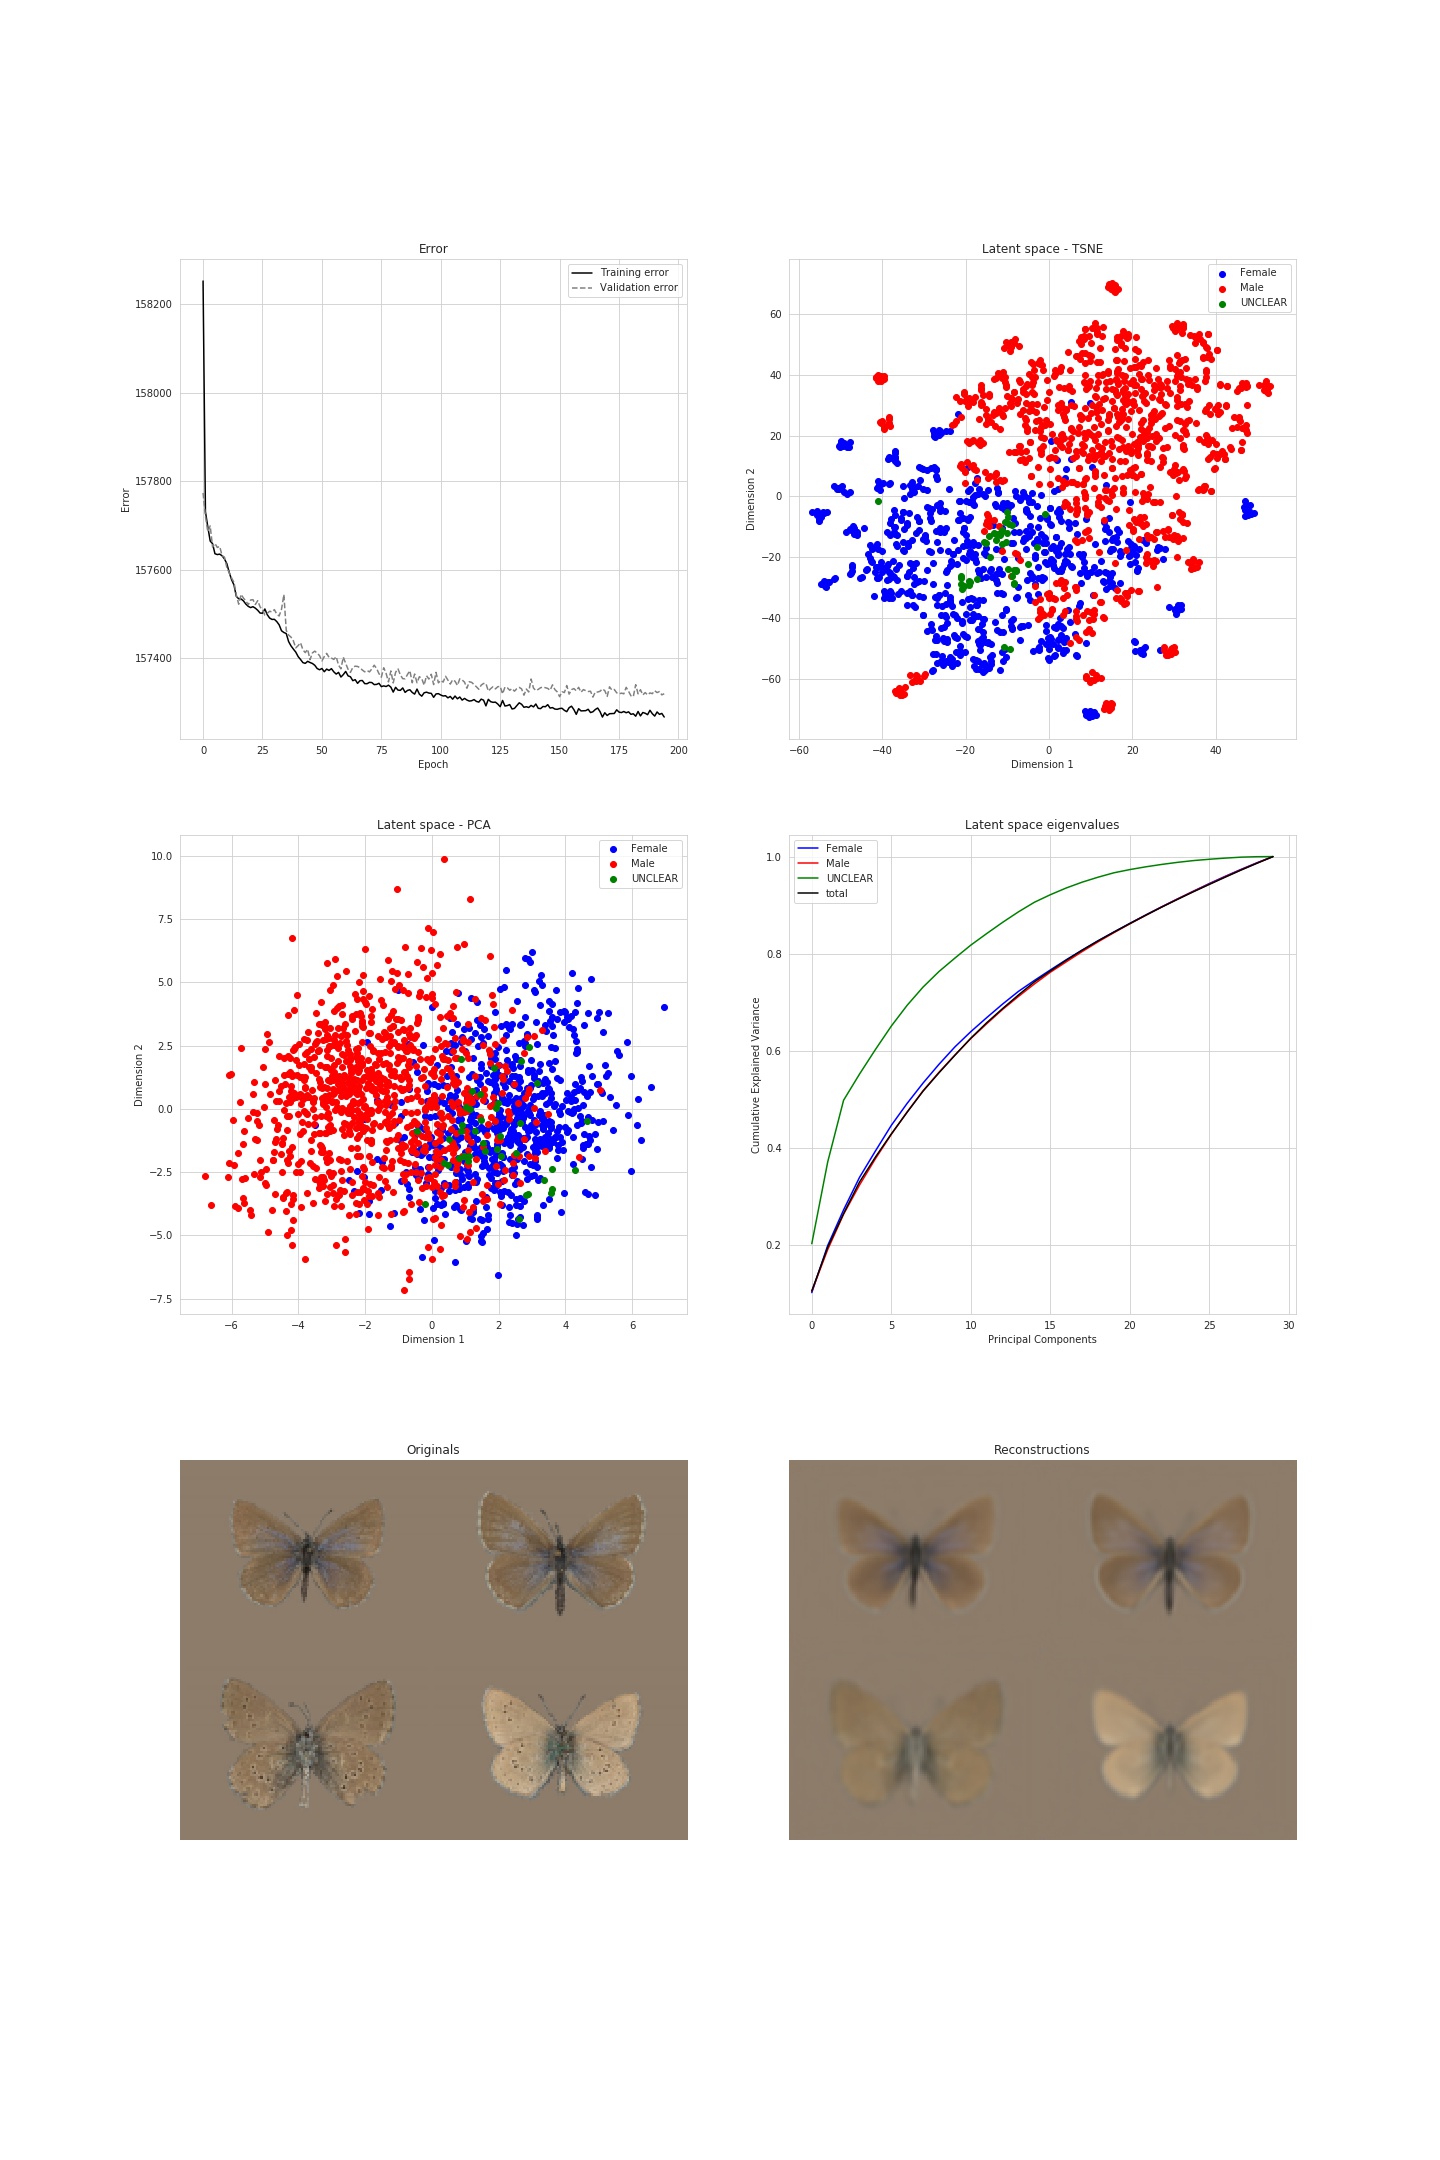 Error
Training error
Validation error
158200
158000
157800
157600
157400
Error
0 25 50 75 100 125 150 175 200
Epoch
Latent space - TSNE
Female
Male
UNCLEAR
60
40
20
0
−20
−40
−60
Dimension 2
−60 −40 −20 0 20 40
Dimension 1
Latent space - PCA
Female
Male
UNCLEAR
10.0
7.5
5.0
2.5
0.0
−2.5
−5.0
−7.5
Dimension 2
−6 −4 −2 0 2 4 6
Dimension 1
Latent space eigenvalues
Female
Male
UNCLEAR
total
1.0
0.8
0.6
0.4
0.2
Cumulative Explained Variance
0 5 10 15 20 25 30
Principal Components
Originals
Reconstructions